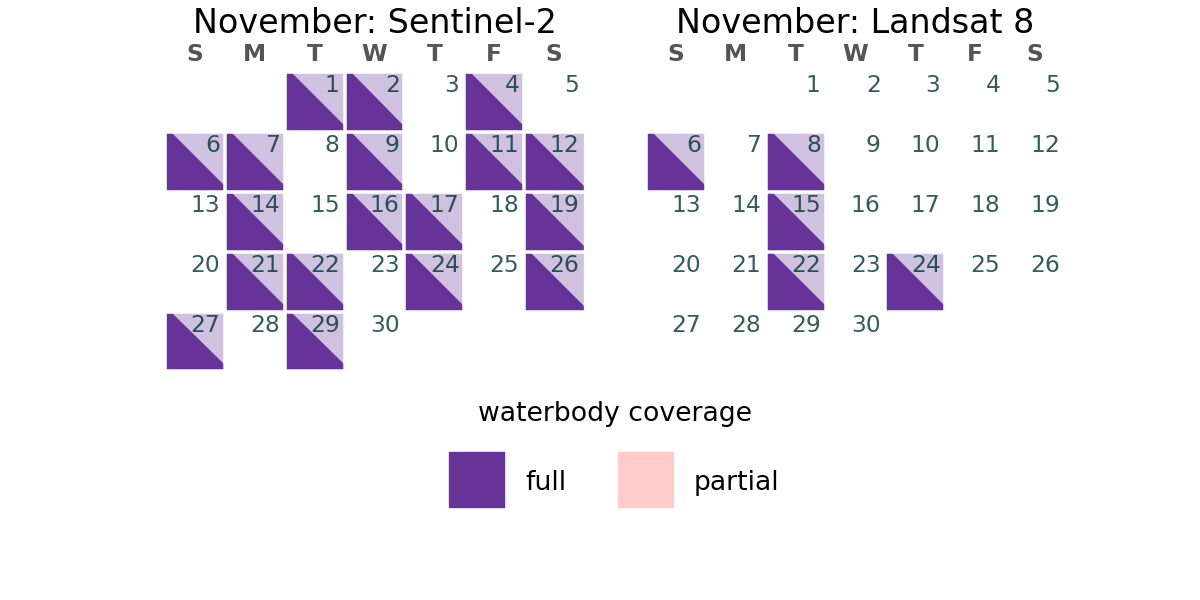 November: Sentinel-2
S M T W T F S
1 2 3 4 5
6 7 8 9 10 11 12
13 14 15 16 17 18 19
20 21 22 23 24 25 26
27 28 29 30
November: Landsat 8
S M T W T F S
1 2 3 4 5
6 7 8 9 10 11 12
13 14 15 16 17 18 19
20 21 22 23 24 25 26
27 28 29 30
waterbody coverage
full partial